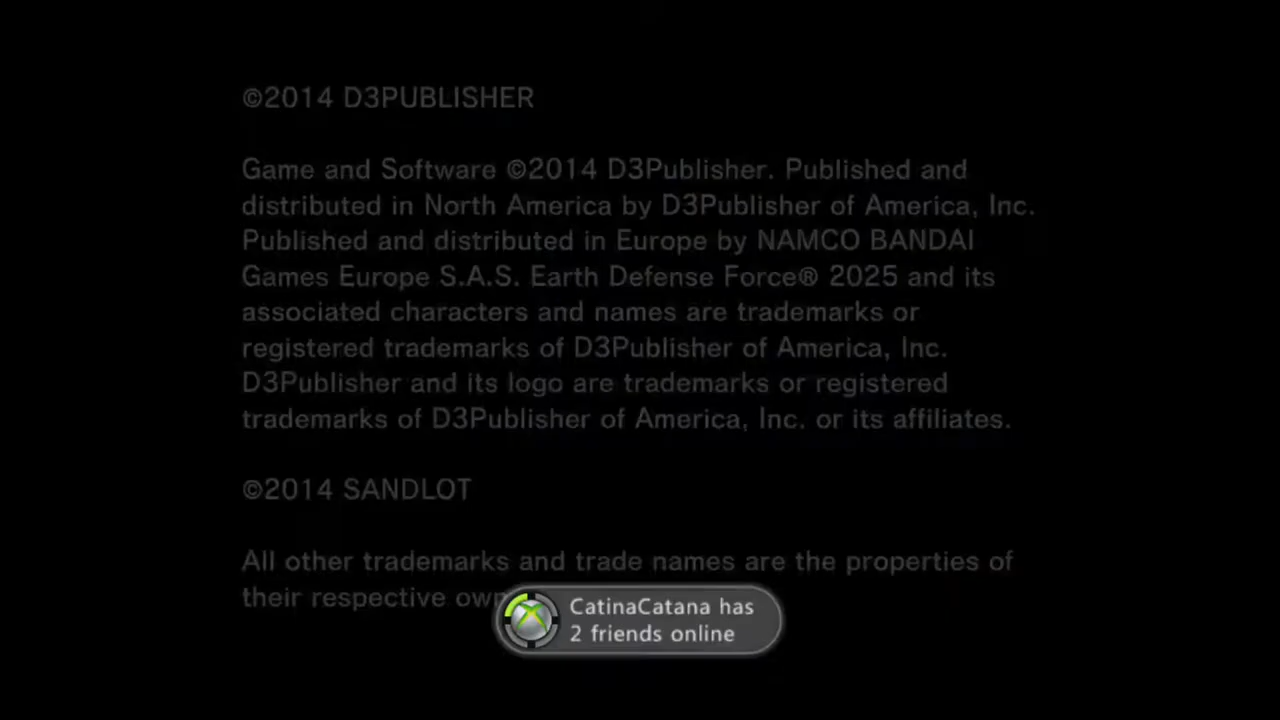 ©2014 D3PUBLISHER
Game and Software ©2014 D3Publisher. Published and
distributed in North America by D3Publisher of America, Inc.
Published and distributed in Europe by NAMCO BANDAI
Games Europe S.A.S. Earth Defense Force® 2025 and its
associated characters and names are trademarks or
registered trademarks of D3Publisher of America, Inc.
D3Publisher and its logo are trademarks or registered
trademarks of D3Publisher of America, Inc. or its affiliates.
©2014 SANDLOT
All other trademarks and trade names are the properties of
their respective own
CatinaCatana has
2 friends online